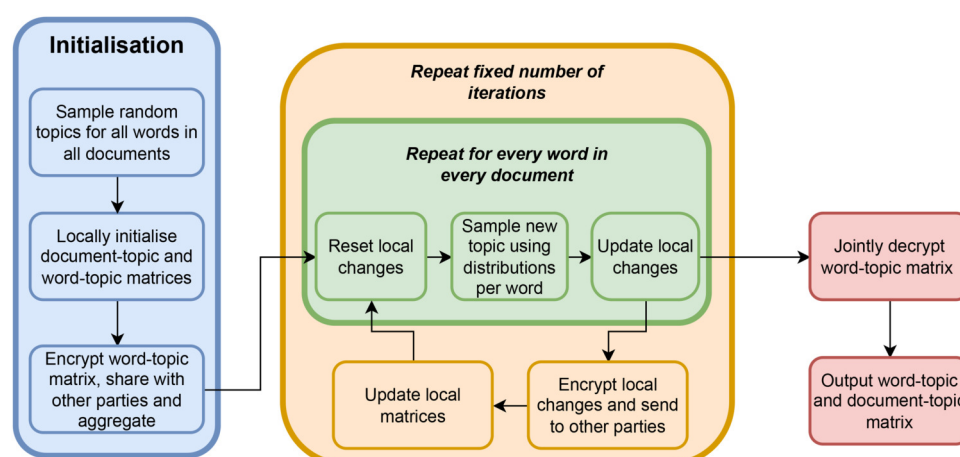 Initialisation
Sample random
topics for all words in
all documents
Locally initialise
document-topic and
word-topic matrices
Encrypt word-topic
matrix, share with
other parties and
aggregate
Repeat fixed number of
iterations
Repeat for every word in
every document
Reset local
changes
Sample new
topic using
distributions
per word
Update local
changes
Encrypt local
changes and send
to other parties
Update local
matrices
Jointly decrypt
word-topic matrix
Output word-topic
and document-topic
matrix